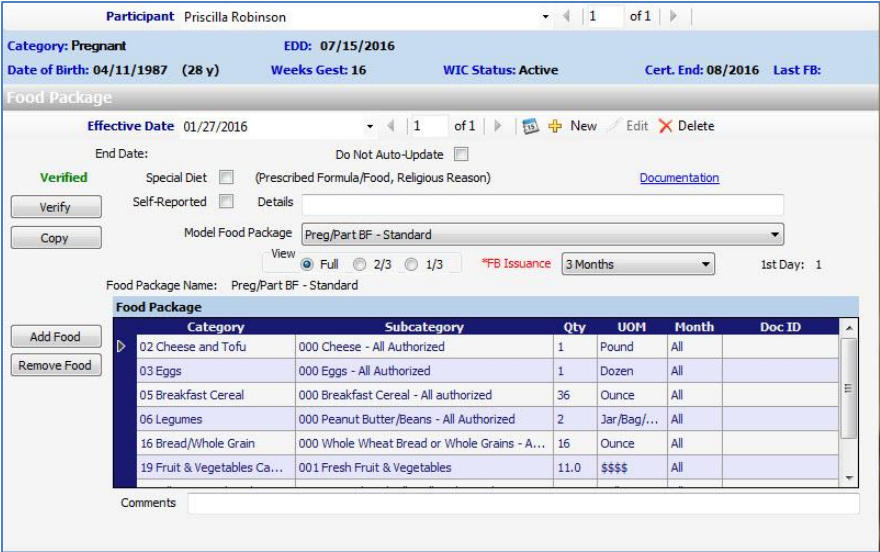 Participant Priscilla Robinson 1 of 1
Category: Pregnant EDD: 07/15/2016
Date of Birth: 04/11/1987 (28 y) Weeks Gest: 16 WIC Status: Active Cert. End: 08/2016 Last FB:
Food Package
Effective Date 01/27/2016 1 of 1 15 New Edit Delete
End Date: Do Not Auto-Update
Verified Special Diet (Prescribed Formula/Food, Religious Reason) Documentation
Verify Self-Reported Details
Copy Model Food Package Preg/Part BF - Standard
View Full 2/3 1/3 *FB Issuance 3 Months 1st Day: 1
Food Package Name: Preg/Part BF - Standard
Food Package
Category Subcategory Qty UOM Month Doc ID
Add Food
Remove Food
02 Cheese and Tofu 000 Cheese - All Authorized 1 Pound All
03 Eggs 000 Eggs - All Authorized 1 Dozen All
05 Breakfast Cereal 000 Breakfast Cereal - All authorized 36 Ounce All
06 Legumes 000 Peanut Butter/Beans - All Authorized 2 Jar/Bag/... All
16 Bread/Whole Grain 000 Whole Wheat Bread or Whole Grains - A... 16 Ounce All
19 Fruit & Vegetables Ca... 001 Fresh Fruit & Vegetables 11.0 $$$$ All
Comments